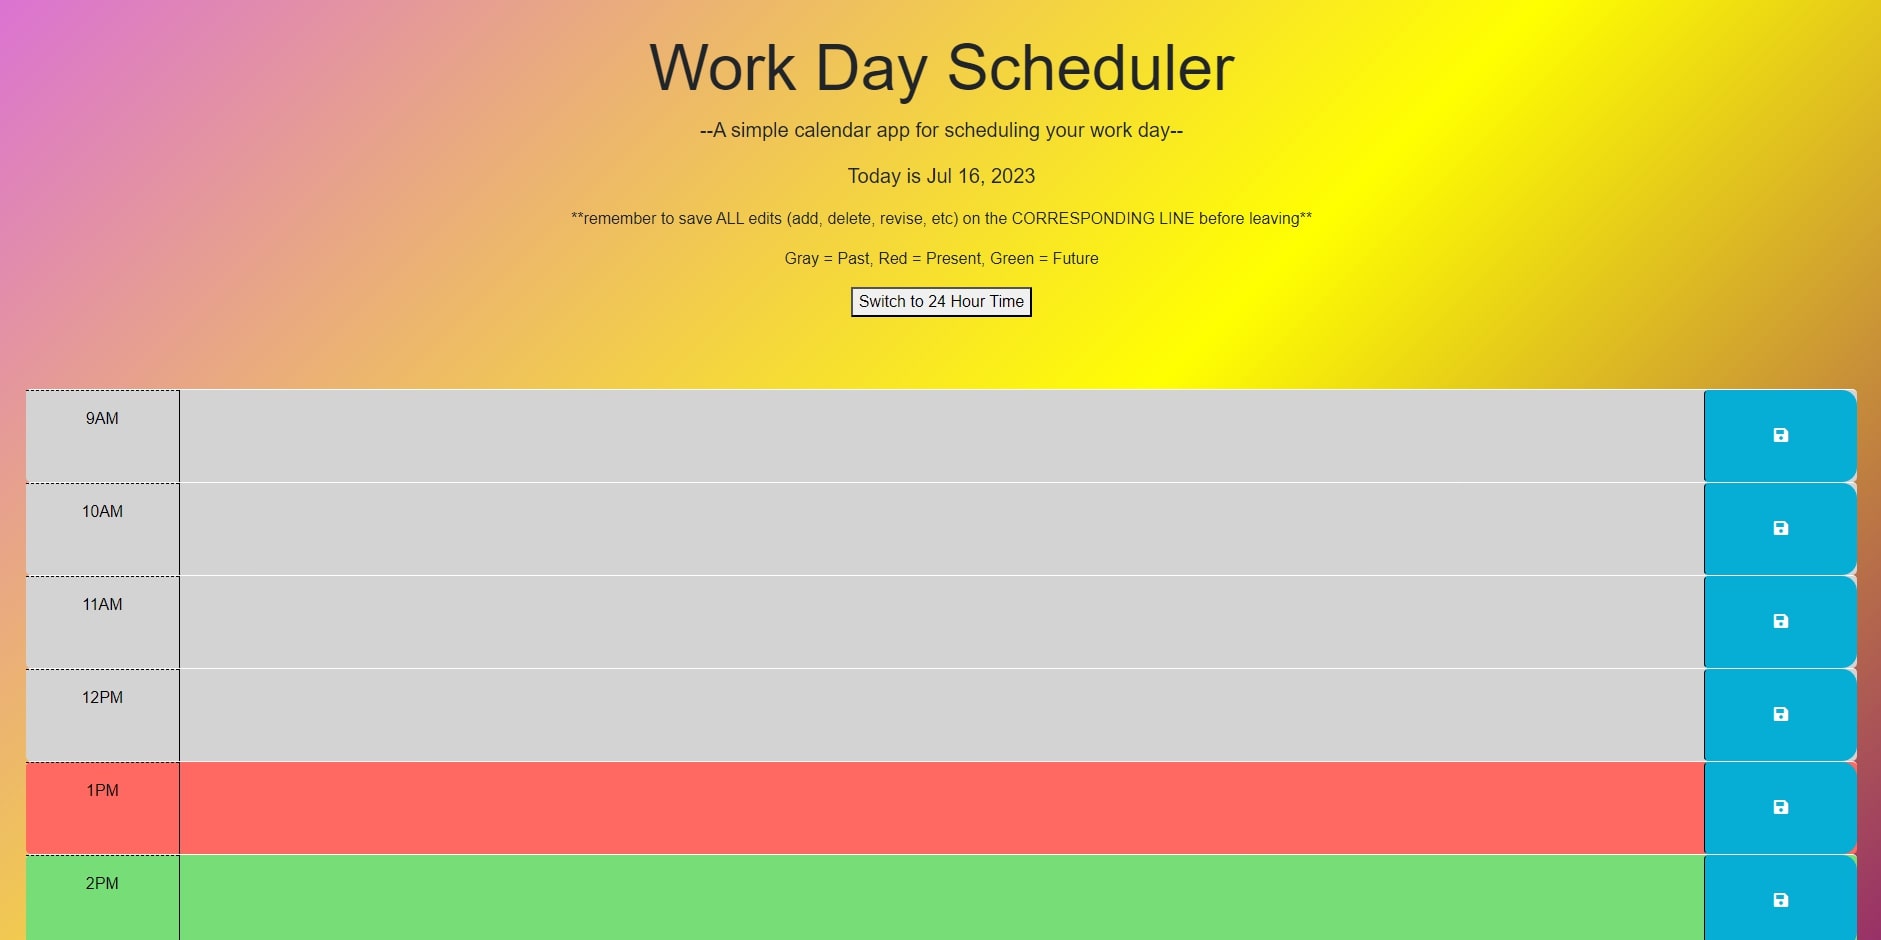 Work Day Scheduler
--A simple calendar app for scheduling your work day--
Today is Jul 16, 2023
**remember to save ALL edits (add, delete, revise, etc) on the CORRESPONDING LINE before leaving**
Gray = Past, Red = Present, Green = Future
Switch to 24 Hour Time
9AM
10AM
11AM
12PM
1PM
2PM